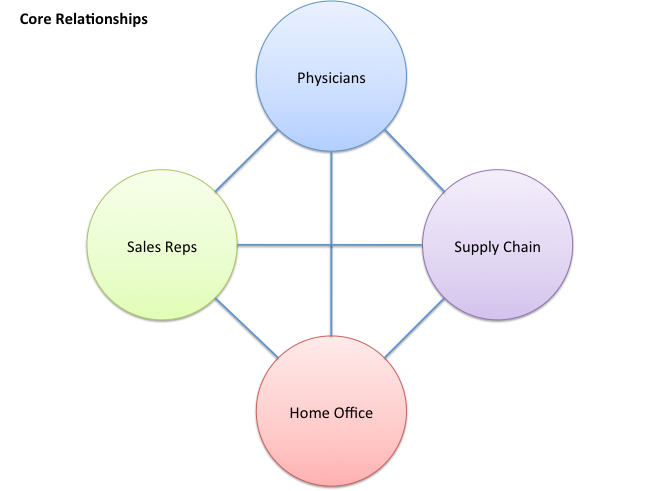 Core Relationships
Physicians
Sales Reps
Supply Chain
Home Office